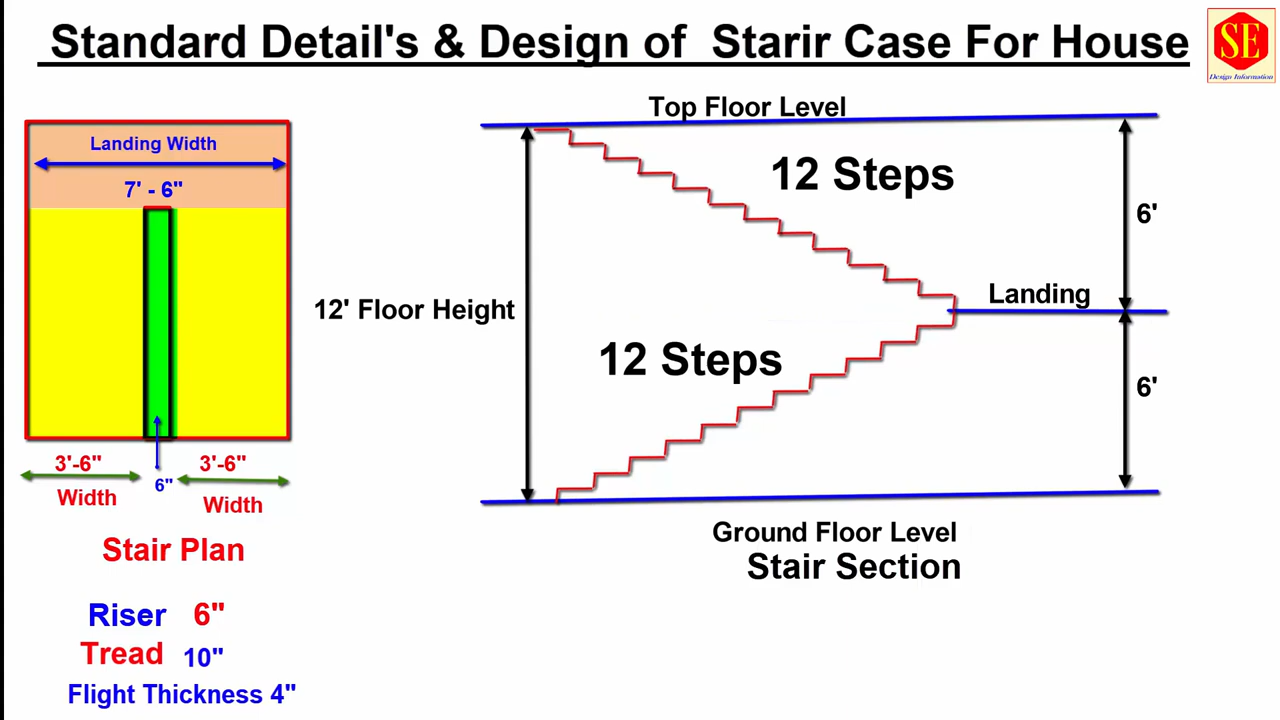 Standard Detail's & Design of Starir Case For House
SE
Design Information
Landing Width
7' - 6"
3'-6"
Width
6"
3'-6"
Width
Stair Plan
Riser 6"
Tread 10"
Flight Thickness 4"
Top Floor Level
12 Steps
6'
Landing
12' Floor Height
12 Steps
6'
Ground Floor Level
Stair Section